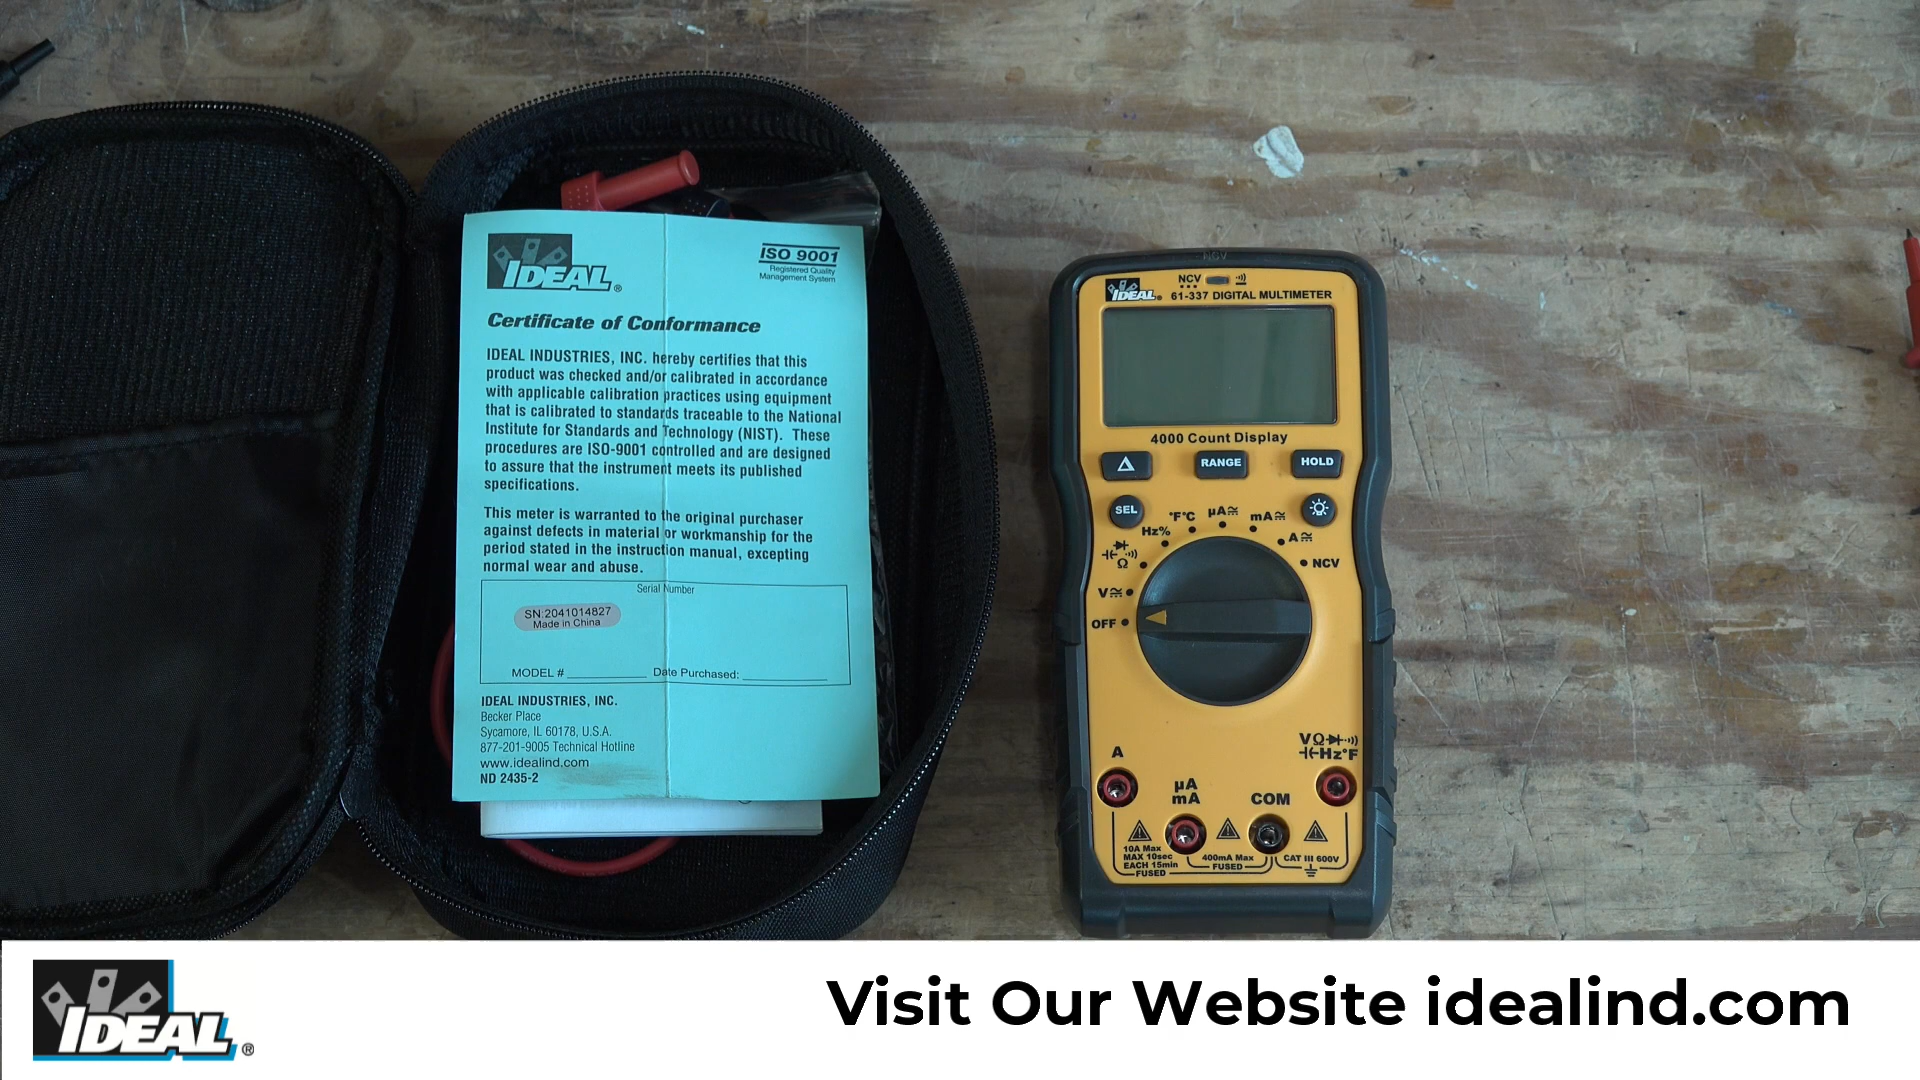 IDEAL®
ISO 9001
Registered Quality
Management System
Certificate of Conformance
IDEAL INDUSTRIES, INC. hereby certifies that this
product was checked and/or calibrated in accordance
with applicable calibration practices using equipment
that is calibrated to standards traceable to the National
Institute for Standards and Technology (NIST). These
procedures are ISO-9001 controlled and are designed
to assure that the instrument meets its published
specifications.
This meter is warranted to the original purchaser
against defects in material or workmanship for the
period stated in the instruction manual, excepting
normal wear and abuse.
Serial Number
SN:2041014827
Made in China
MODEL # ____________ Date Purchased: ____________
IDEAL INDUSTRIES, INC.
Becker Place
Sycamore, IL 60178, U.S.A.
877-201-9005 Technical Hotline
www.idealind.com
ND 2435-2
NCV
NCV
IDEAL® 61-337 DIGITAL MULTIMETER
4000 Count Display
Δ RANGE HOLD
SEL
Hz% °F°C µA≅ mA≅ A≅
Ω
NCV
V≅
OFF
A
µA
mA
COM
VΩ
Hz°F
10A Max
MAX 10sec
EACH 15min
FUSED
400mA Max
FUSED
CAT III 600V
IDEAL®
Visit Our Website idealind.com